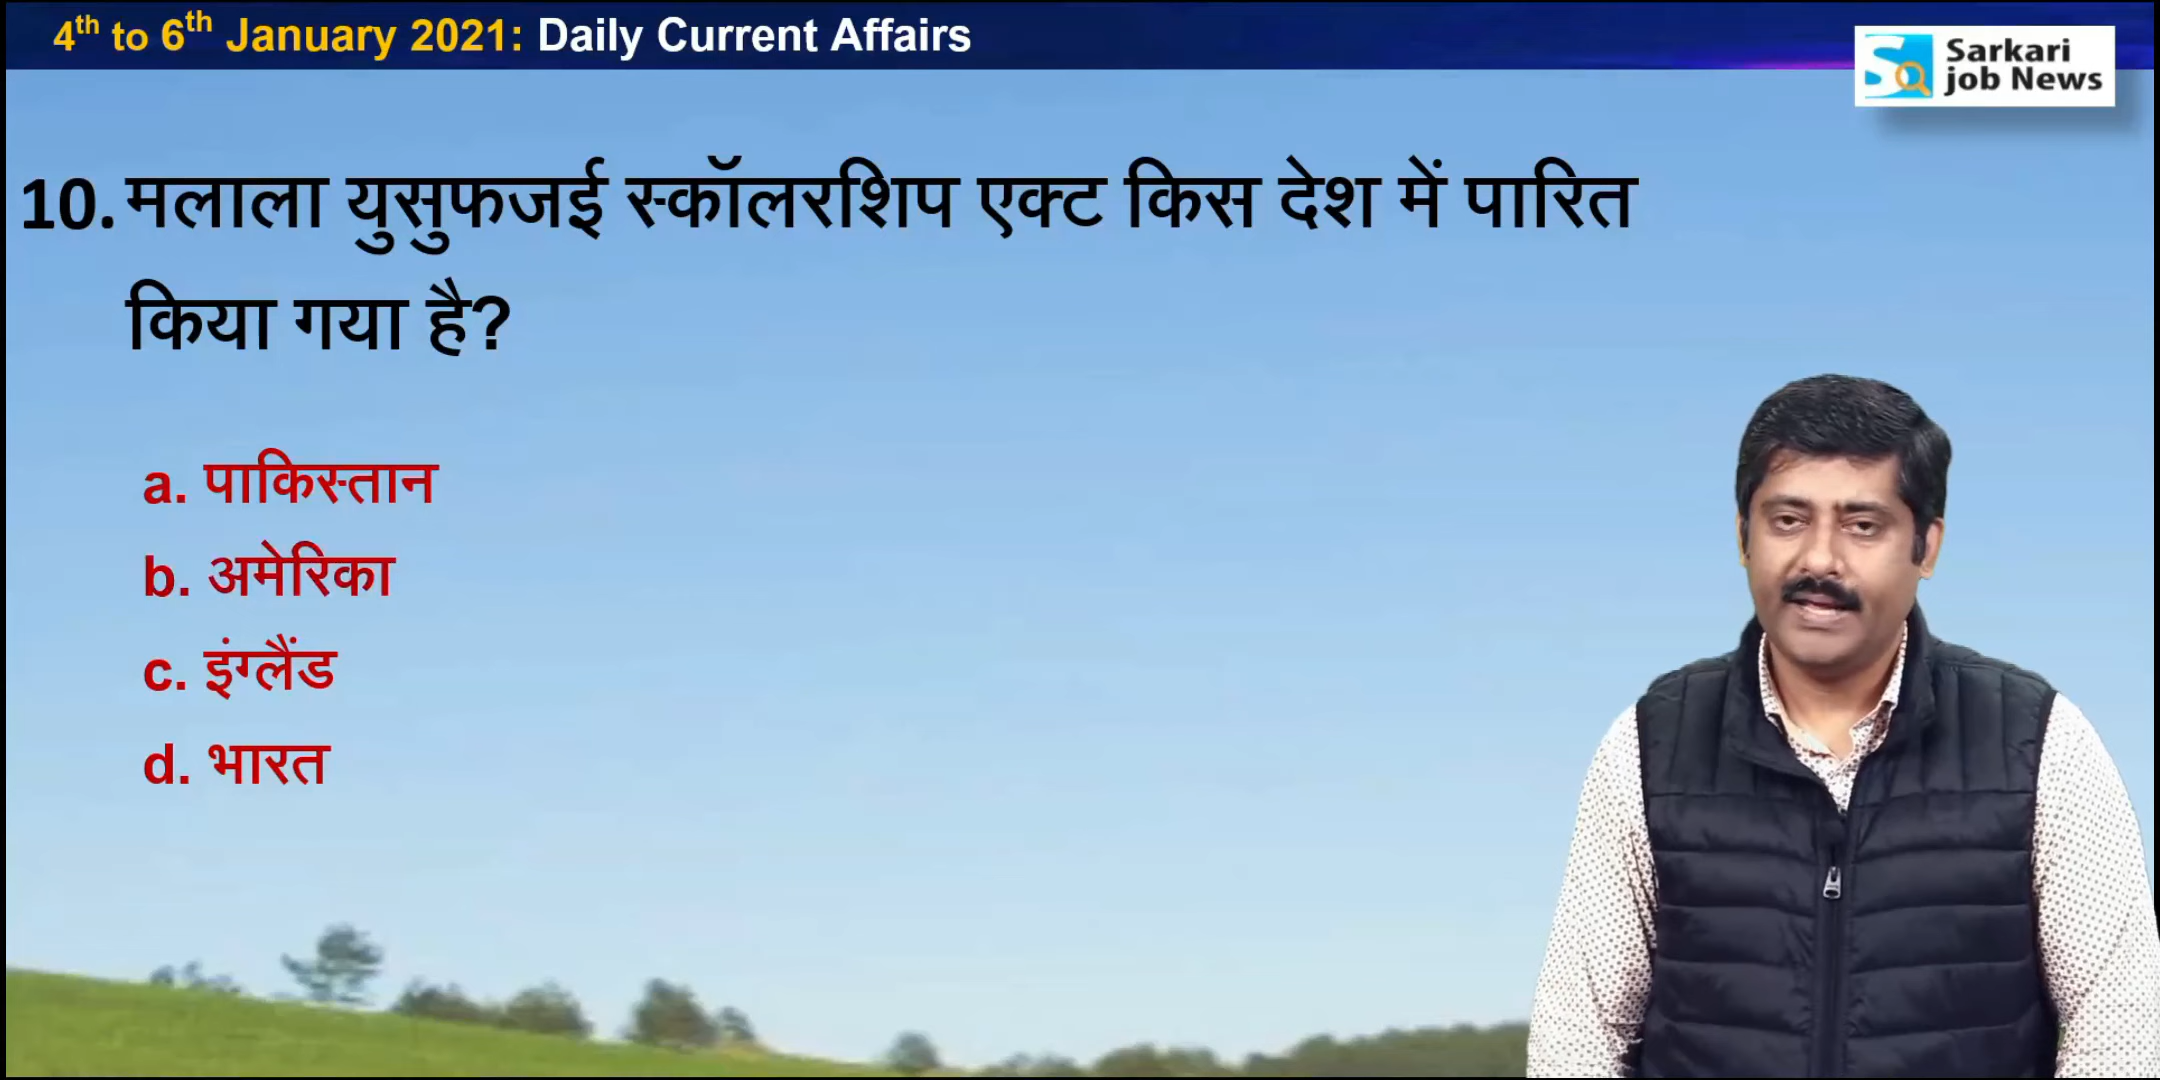 4th to 6th January 2021: Daily Current Affairs
Sarkari
job News
10. मलाला युसुफजई स्कॉलरशिप एक्ट किस देश में पारित
किया गया है?
a. पाकिस्तान
b. अमेरिका
c. इंग्लैंड
d. भारत